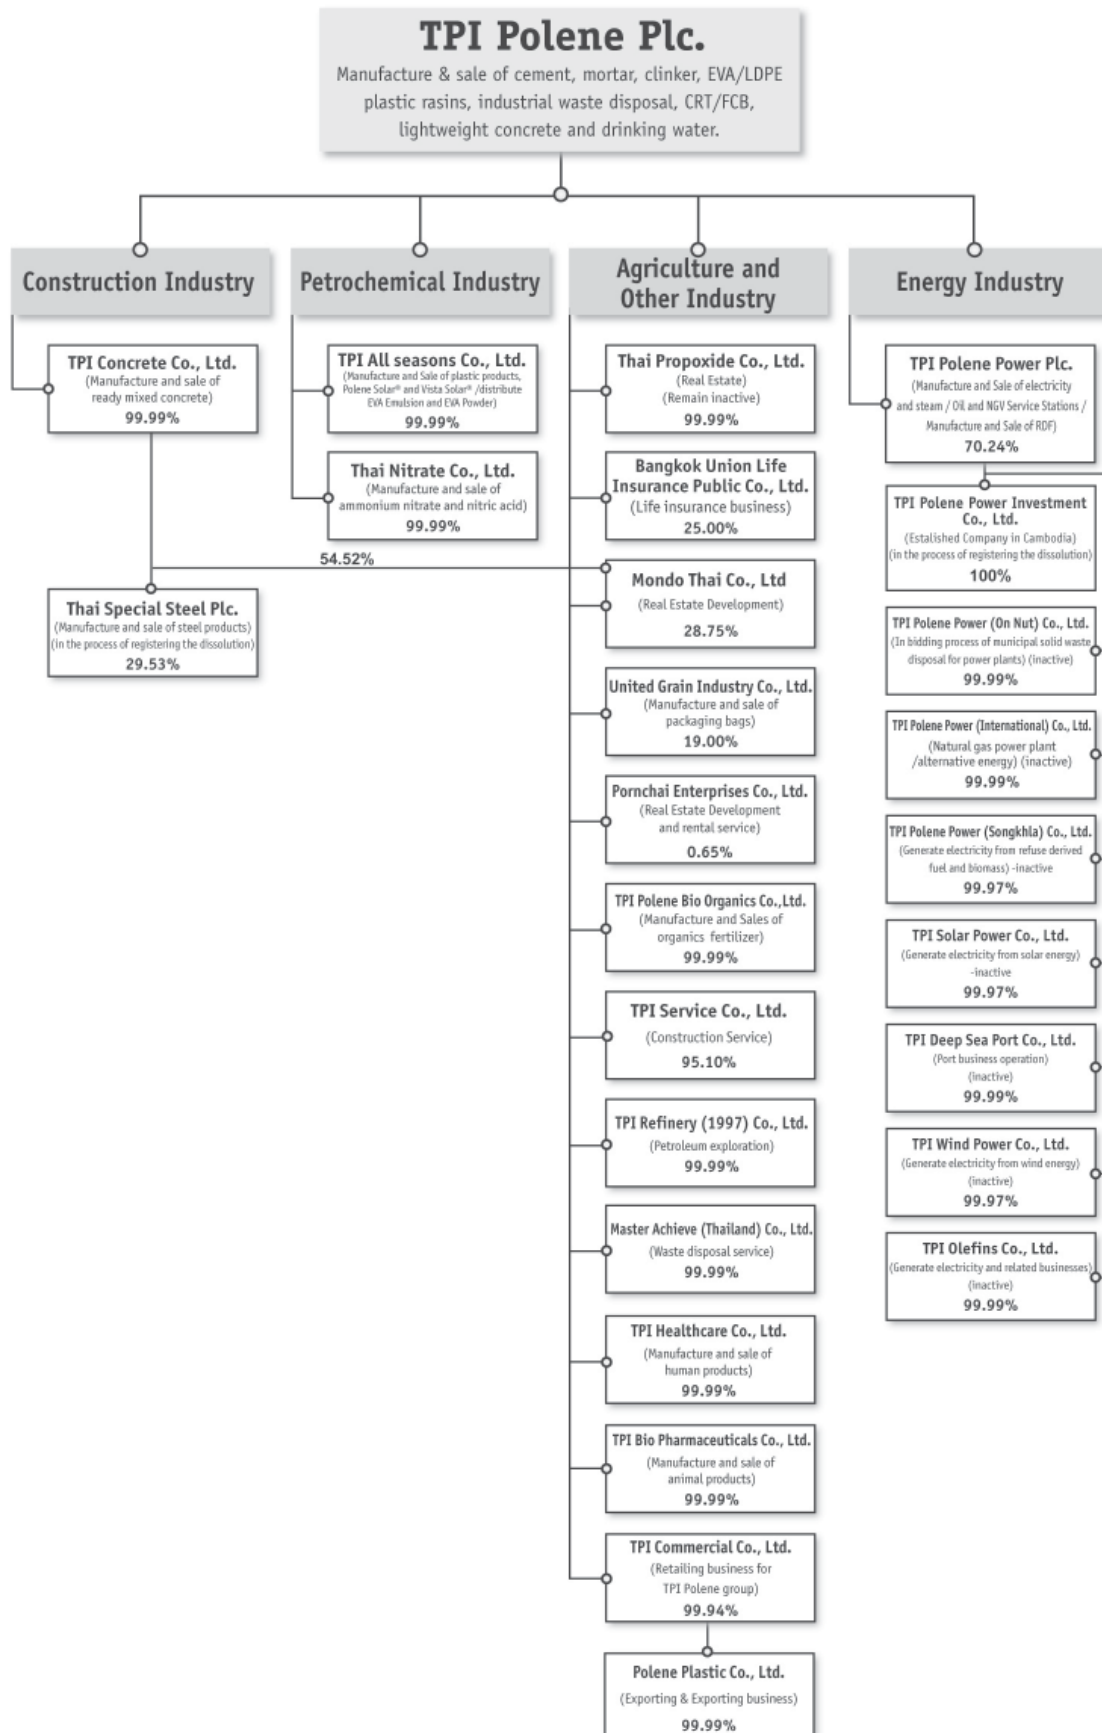 TPI Polene Plc.
Manufacture & sale of cement, mortar, clinker, EVA/LDPE
plastic rasins, industrial waste disposal, CRT/FCB,
lightweight concrete and drinking water.
Construction Industry
TPI Concrete Co., Ltd.
(Manufacture and sale of
ready mixed concrete)
99.99%
Thai Special Steel Plc.
(Manufacture and sale of steel products)
(in the process of registering the dissolution)
29.53%
Petrochemical Industry
TPI All seasons Co., Ltd.
(Manufacture and Sale of plastic products,
Polene Solar® and Vista Solar® /distribute
EVA Emulsion and EVA Powder)
99.99%
Thai Nitrate Co., Ltd.
(Manufacture and sale of
ammonium nitrate and nitric acid)
99.99%
54.52%
Agriculture and
Other Industry
Thai Propoxide Co., Ltd.
(Real Estate)
(Remain inactive)
99.99%
Bangkok Union Life
Insurance Public Co., Ltd.
(Life insurance business)
25.00%
Mondo Thai Co., Ltd
(Real Estate Development)
28.75%
United Grain Industry Co., Ltd.
(Manufacture and sale of
packaging bags)
19.00%
Pornchai Enterprises Co., Ltd.
(Real Estate Development
and rental service)
0.65%
TPI Polene Bio Organics Co.,Ltd.
(Manufacture and Sales of
organics fertilizer)
99.99%
TPI Service Co., Ltd.
(Construction Service)
95.10%
TPI Refinery (1997) Co., Ltd.
(Petroleum exploration)
99.99%
Master Achieve (Thailand) Co., Ltd.
(Waste disposal service)
99.99%
TPI Healthcare Co., Ltd.
(Manufacture and sale of
human products)
99.99%
TPI Bio Pharmaceuticals Co., Ltd.
(Manufacture and sale of
animal products)
99.99%
TPI Commercial Co., Ltd.
(Retailing business for
TPI Polene group)
99.94%
Polene Plastic Co., Ltd.
(Exporting & Exporting business)
99.99%
Energy Industry
TPI Polene Power Plc.
(Manufacture and Sale of electricity
and steam / Oil and NGV Service Stations /
Manufacture and Sale of RDF)
70.24%
TPI Polene Power Investment
Co., Ltd.
(Estalished Company in Cambodia)
(in the process of registering the dissolution)
100%
TPI Polene Power (On Nut) Co., Ltd.
(In bidding process of municipal solid waste
disposal for power plants) (inactive)
99.99%
TPI Polene Power (International) Co., Ltd.
(Natural gas power plant
/alternative energy) (inactive)
99.99%
TPI Polene Power (Songkhla) Co., Ltd.
(Generate electricity from refuse derived
fuel and biomass) -inactive
99.97%
TPI Solar Power Co., Ltd.
(Generate electricity from solar energy)
-inactive
99.97%
TPI Deep Sea Port Co., Ltd.
(Port business operation)
(inactive)
99.99%
TPI Wind Power Co., Ltd.
(Generate electricity from wind energy)
(inactive)
99.97%
TPI Olefins Co., Ltd.
(Generate electricity and related businesses)
(inactive)
99.99%